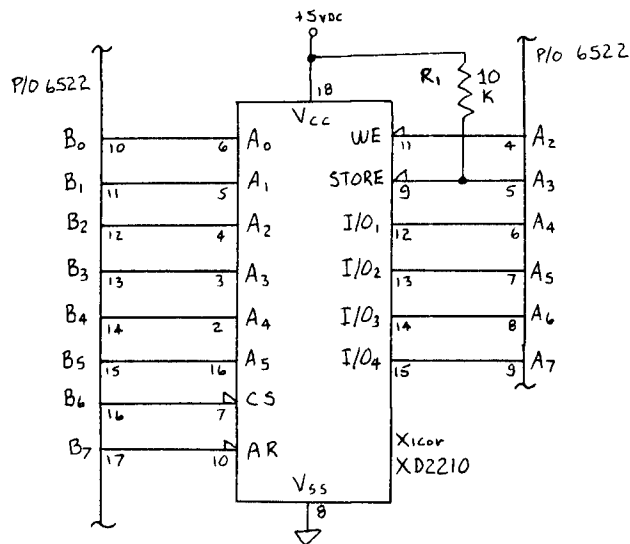 +5VDC
P/O 6522
P/O 6522
R1 10 K
18
VCC
B0 10 6 A0 WE 11 4 A2
B1 11 5 A1 STORE 9 5 A3
B2 12 4 A2 I/O1 12 6 A4
B3 13 3 A3 I/O2 13 7 A5
B4 14 2 A4 I/O3 14 8 A6
B5 15 16 A5 I/O4 15 9 A7
B6 16 7 CS
B7 17 10 AR
Xicor
XD2210
VSS
8